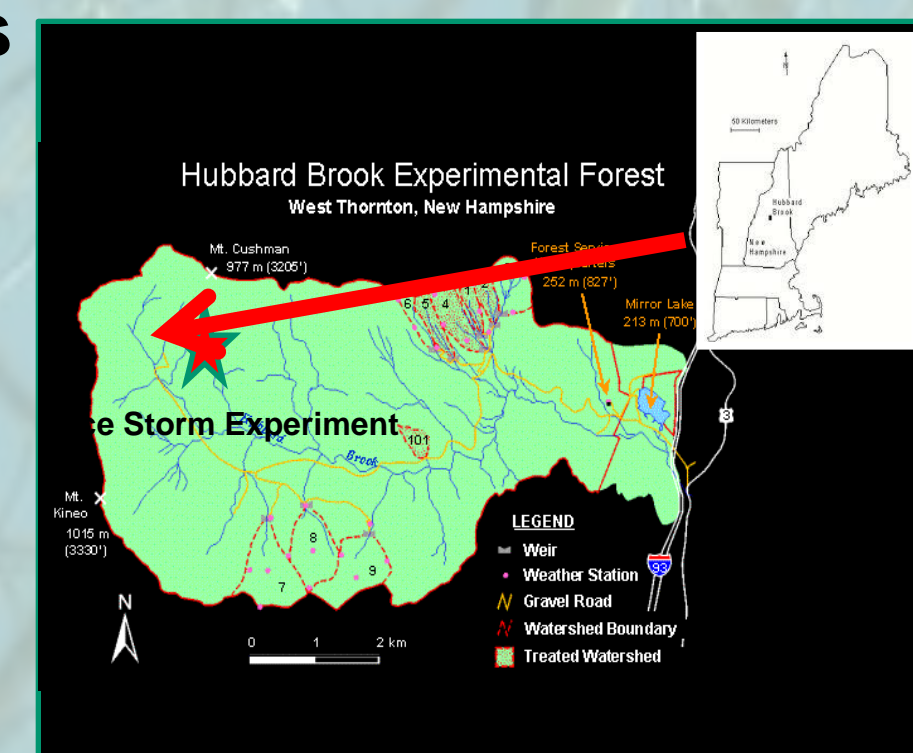 s
Hubbard Brook Experimental Forest
West Thornton, New Hampshire
50 Kilometers
Hubbard
Brook
New
Hampshire
Mt. Cushman
977 m (3205')
Forest
252 m (827')
Mirror Lake
213 m (700')
6 5 4 1 2
3
ce Storm Experiment
101
Brook
Mt.
Kineo
1015 m
(3330')
7
8
9
93
N
0 1 2 km
LEGEND
Weir
Weather Station
Gravel Road
Watershed Boundary
Treated Watershed